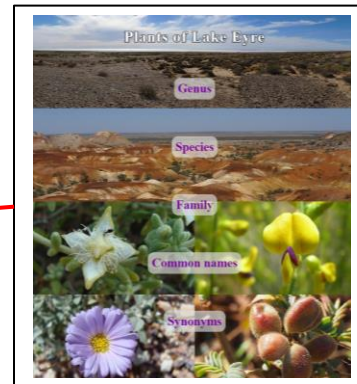 Plants of Lake Eyre
Genus
Species
Family
Common names
Synonyms